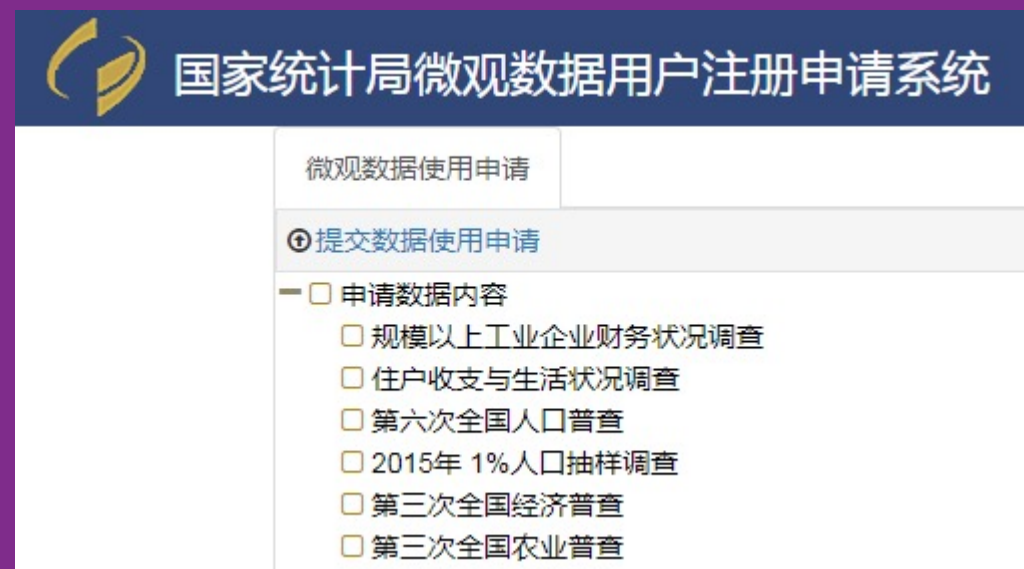 国家统计局微观数据用户注册申请系统
微观数据使用申请
提交数据使用申请
申请数据内容
规模以上工业企业财务状况调查
住户收支与生活状况调查
第六次全国人口普查
2015年 1%人口抽样调查
第三次全国经济普查
第三次全国农业普查